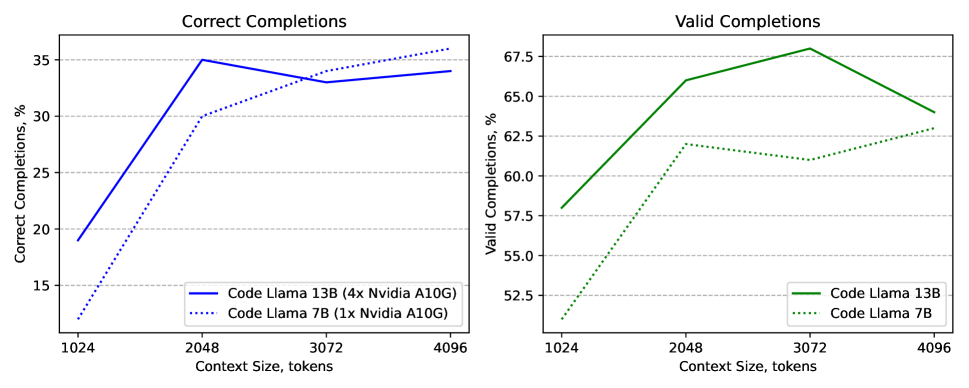 Correct Completions
Correct Completions, %
35
30
25
20
15
Code Llama 13B (4x Nvidia A10G)
Code Llama 7B (1x Nvidia A10G)
1024 2048 3072 4096
Context Size, tokens
Valid Completions
Valid Completions, %
67.5
65.0
62.5
60.0
57.5
55.0
52.5
Code Llama 13B
Code Llama 7B
1024 2048 3072 4096
Context Size, tokens